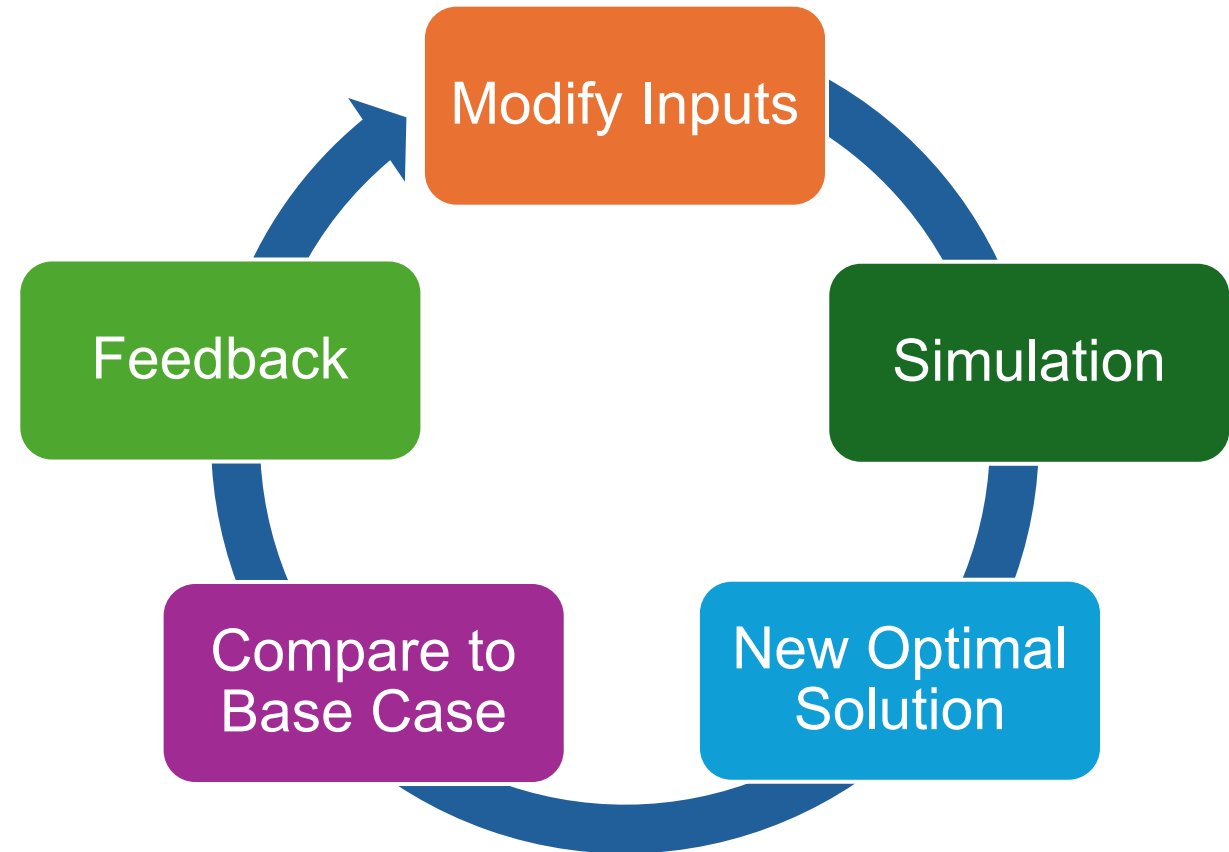 Modify Inputs
Simulation
New Optimal
Solution
Compare to
Base Case
Feedback